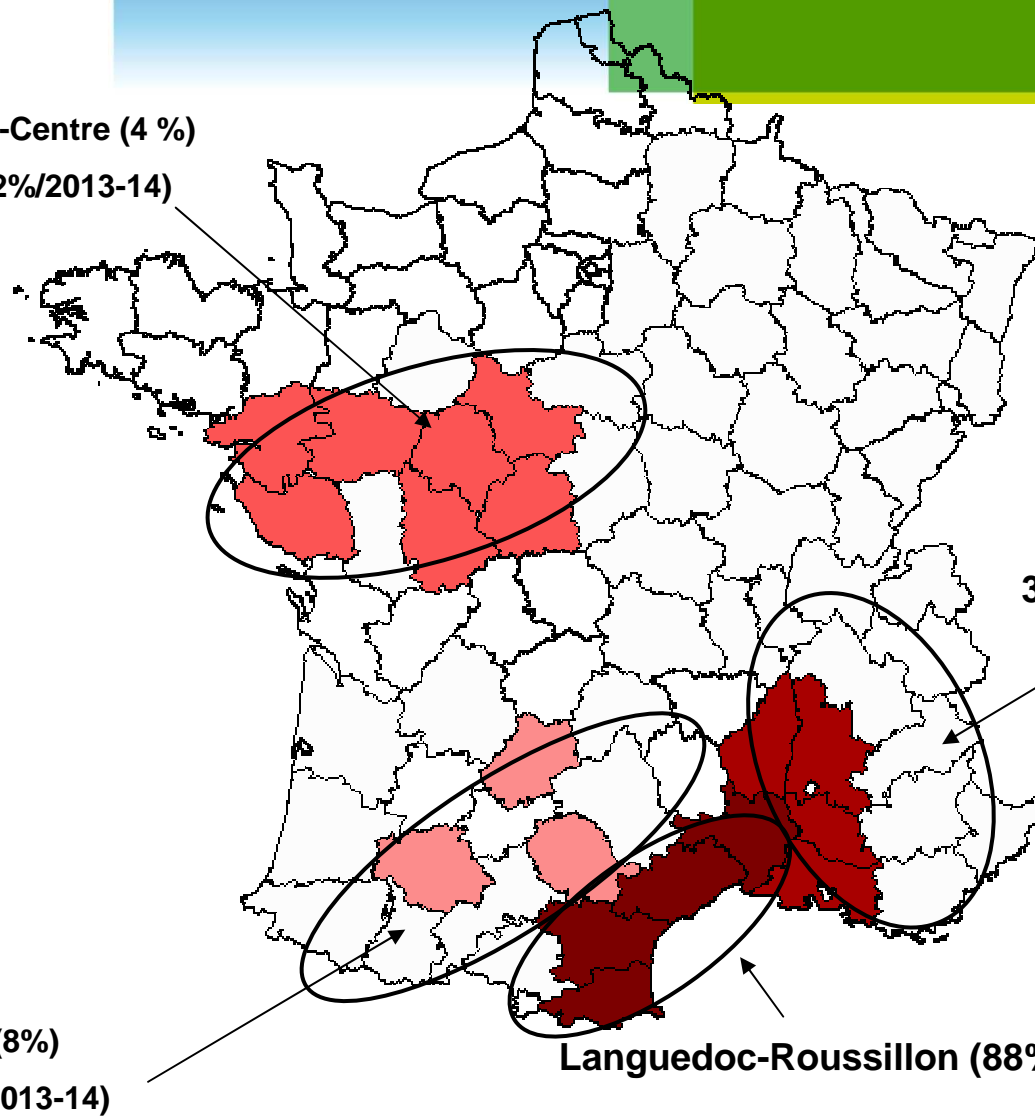 -Centre (4 %)
2%/2013-14)
3
(8%)
013-14)
Languedoc-Roussillon (88%